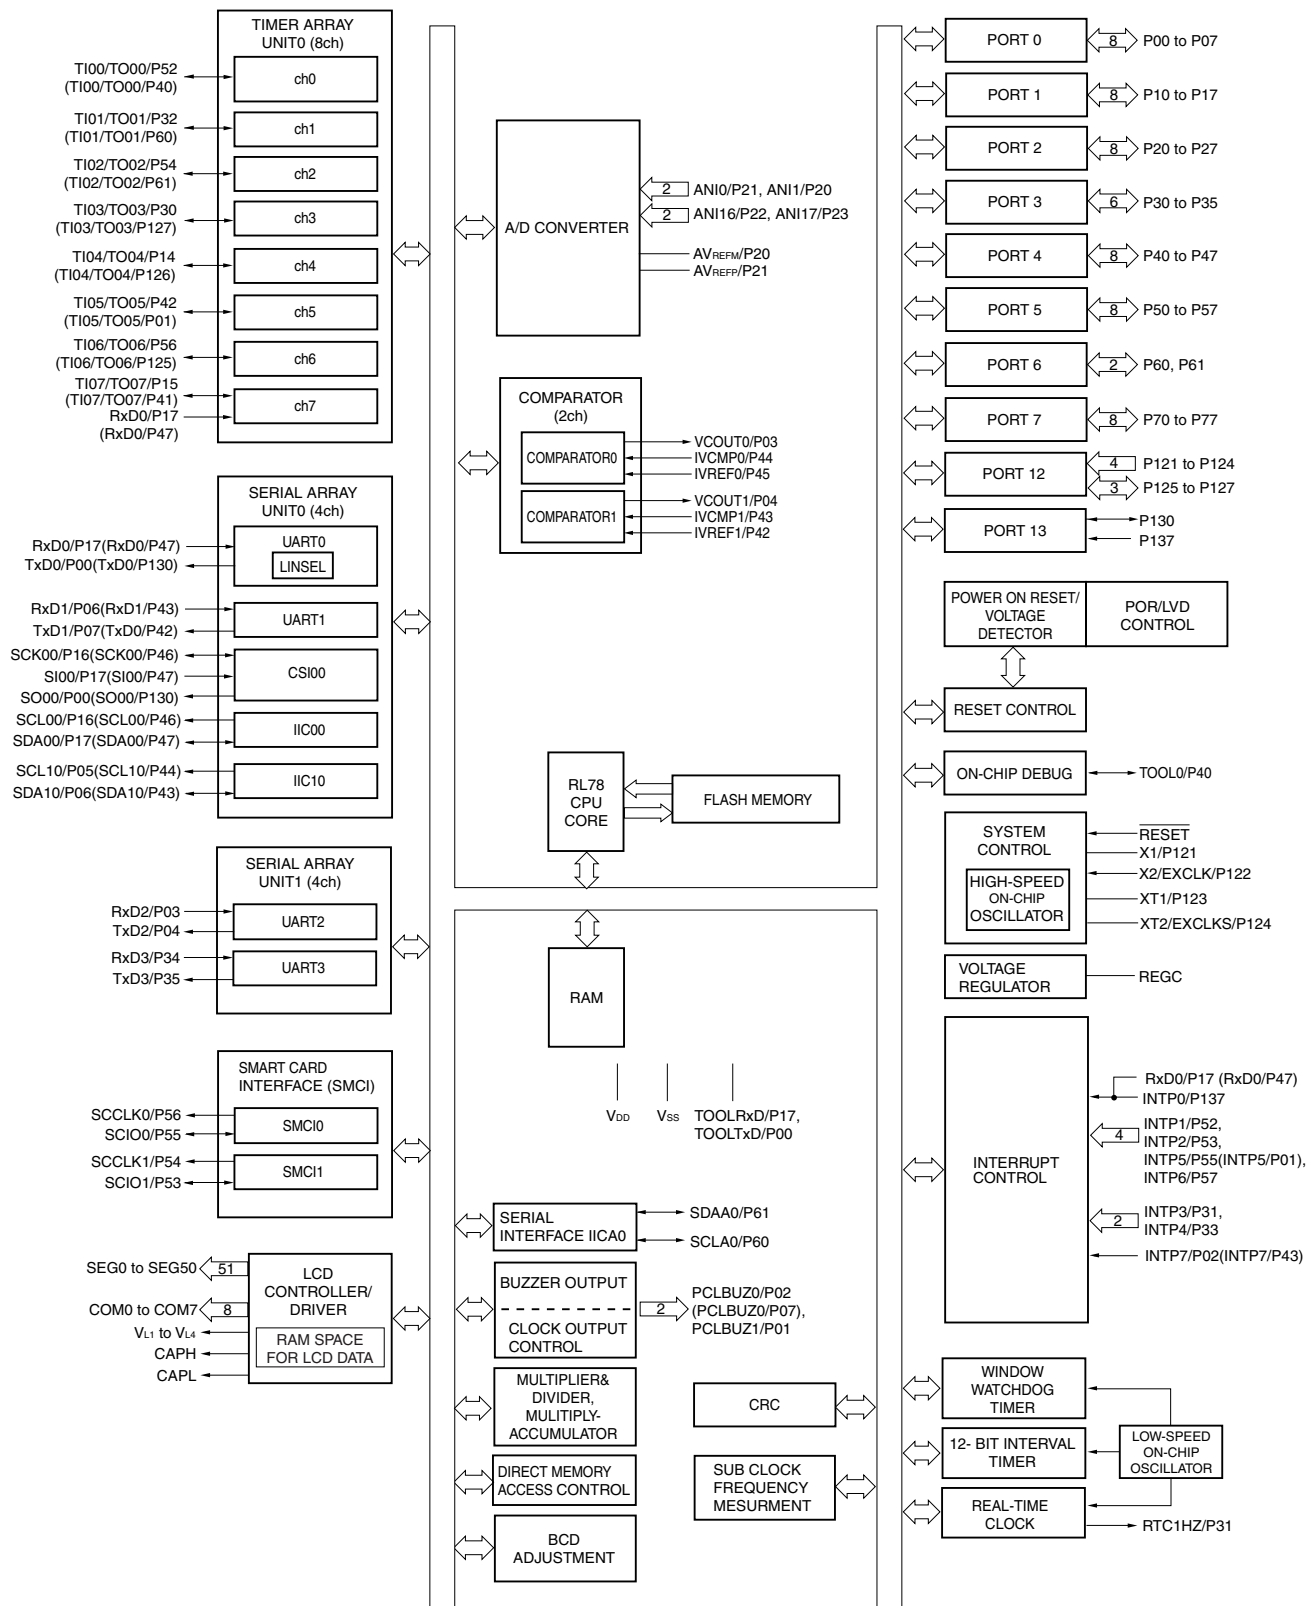 TIMER ARRAY
UNIT0 (8ch)
TI00/TO00/P52
(TI00/TO00/P40)
ch0
TI01/TO01/P32
(TI01/TO01/P60)
ch1
TI02/TO02/P54
(TI02/TO02/P61)
ch2
TI03/TO03/P30
(TI03/TO03/P127)
ch3
TI04/TO04/P14
(TI04/TO04/P126)
ch4
TI05/TO05/P42
(TI05/TO05/P01)
ch5
TI06/TO06/P56
(TI06/TO06/P125)
ch6
TI07/TO07/P15
(TI07/TO07/P41)
RxD0/P17
(RxD0/P47)
ch7
SERIAL ARRAY
UNIT0 (4ch)
RxD0/P17(RxD0/P47)
TxD0/P00(TxD0/P130)
UART0
LINSEL
RxD1/P06(RxD1/P43)
TxD1/P07(TxD0/P42)
UART1
SCK00/P16(SCK00/P46)
SI00/P17(SI00/P47)
SO00/P00(SO00/P130)
CSI00
SCL00/P16(SCL00/P46)
SDA00/P17(SDA00/P47)
IIC00
SCL10/P05(SCL10/P44)
SDA10/P06(SDA10/P43)
IIC10
SERIAL ARRAY
UNIT1 (4ch)
RxD2/P03
TxD2/P04
UART2
RxD3/P34
TxD3/P35
UART3
SMART CARD
INTERFACE (SMCI)
SCCLK0/P56
SCIO0/P55
SMCI0
SCCLK1/P54
SCIO1/P53
SMCI1
SEG0 to SEG50
51
COM0 to COM7
8
VL1 to VL4
CAPH
CAPL
LCD
CONTROLLER/
DRIVER
RAM SPACE
FOR LCD DATA
A/D CONVERTER
2
ANI0/P21, ANI1/P20
2
ANI16/P22, ANI17/P23
AVREFM/P20
AVREFP/P21
COMPARATOR
(2ch)
COMPARATOR0
VCOUT0/P03
IVCMP0/P44
IVREF0/P45
COMPARATOR1
VCOUT1/P04
IVCMP1/P43
IVREF1/P42
RL78
CPU
CORE
FLASH MEMORY
RAM
VDD
VSS
TOOLRxD/P17,
TOOLTxD/P00
SERIAL
INTERFACE IICA0
SDAA0/P61
SCLA0/P60
BUZZER OUTPUT
CLOCK OUTPUT
CONTROL
2
PCLBUZ0/P02
(PCLBUZ0/P07),
PCLBUZ1/P01
MULTIPLIER&
DIVIDER,
MULITIPLY-
ACCUMULATOR
DIRECT MEMORY
ACCESS CONTROL
BCD
ADJUSTMENT
CRC
SUB CLOCK
FREQUENCY
MESURMENT
PORT 0
8
P00 to P07
PORT 1
8
P10 to P17
PORT 2
8
P20 to P27
PORT 3
6
P30 to P35
PORT 4
8
P40 to P47
PORT 5
8
P50 to P57
PORT 6
2
P60, P61
PORT 7
8
P70 to P77
PORT 12
4
P121 to P124
3
P125 to P127
PORT 13
P130
P137
POWER ON RESET/
VOLTAGE
DETECTOR
POR/LVD
CONTROL
RESET CONTROL
ON-CHIP DEBUG
TOOL0/P40
SYSTEM
CONTROL
HIGH-SPEED
ON-CHIP
OSCILLATOR
RESET
X1/P121
X2/EXCLK/P122
XT1/P123
XT2/EXCLKS/P124
VOLTAGE
REGULATOR
REGC
INTERRUPT
CONTROL
RxD0/P17 (RxD0/P47)
INTP0/P137
4
INTP1/P52,
INTP2/P53,
INTP5/P55(INTP5/P01),
INTP6/P57
2
INTP3/P31,
INTP4/P33
INTP7/P02(INTP7/P43)
WINDOW
WATCHDOG
TIMER
12- BIT INTERVAL
TIMER
LOW-SPEED
ON-CHIP
OSCILLATOR
REAL-TIME
CLOCK
RTC1HZ/P31